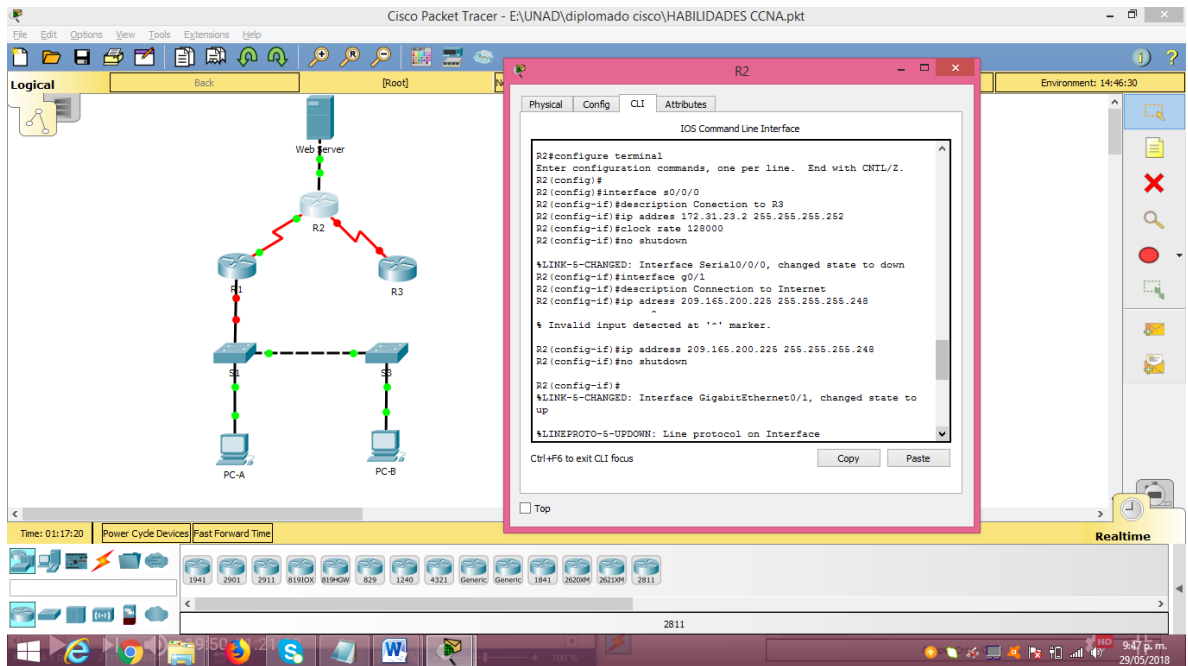 Cisco Packet Tracer - E:\UNAD\diplomado cisco\HABILIDADES CCNA.pkt
File Edit Options View Tools Extensions Help
Logical
Back
[Root]
Environment: 14:46:30
Web Server
R2
R1
R3
S1
S3
PC-A
PC-B
R2
Physical Config CLI Attributes
IOS Command Line Interface
R2#configure terminal
Enter configuration commands, one per line.  End with CNTL/Z.
R2(config)#
R2(config)#interface s0/0/0
R2(config-if)#description Conection to R3
R2(config-if)#ip addres 172.31.23.2 255.255.255.252
R2(config-if)#clock rate 128000
R2(config-if)#no shutdown
%LINK-5-CHANGED: Interface Serial0/0/0, changed state to down
R2(config-if)#interface g0/1
R2(config-if)#description Connection to Internet
R2(config-if)#ip adress 209.165.200.225 255.255.255.248
^
% Invalid input detected at '^' marker.
R2(config-if)#ip address 209.165.200.225 255.255.255.248
R2(config-if)#no shutdown
R2(config-if)#
%LINK-5-CHANGED: Interface GigabitEthernet0/1, changed state to
up
%LINEPROTO-5-UPDOWN: Line protocol on Interface
Ctrl+F6 to exit CLI focus
Copy Paste
Top
Time: 01:17:20 Power Cycle Devices Fast Forward Time
Realtime
1941 2901 2911 819IOX 819HGW 829 1240 4321 Generic Generic 1841 2620XM 2621XM 2811
2811
100%
HD
9:47 p. m.
29/05/2018